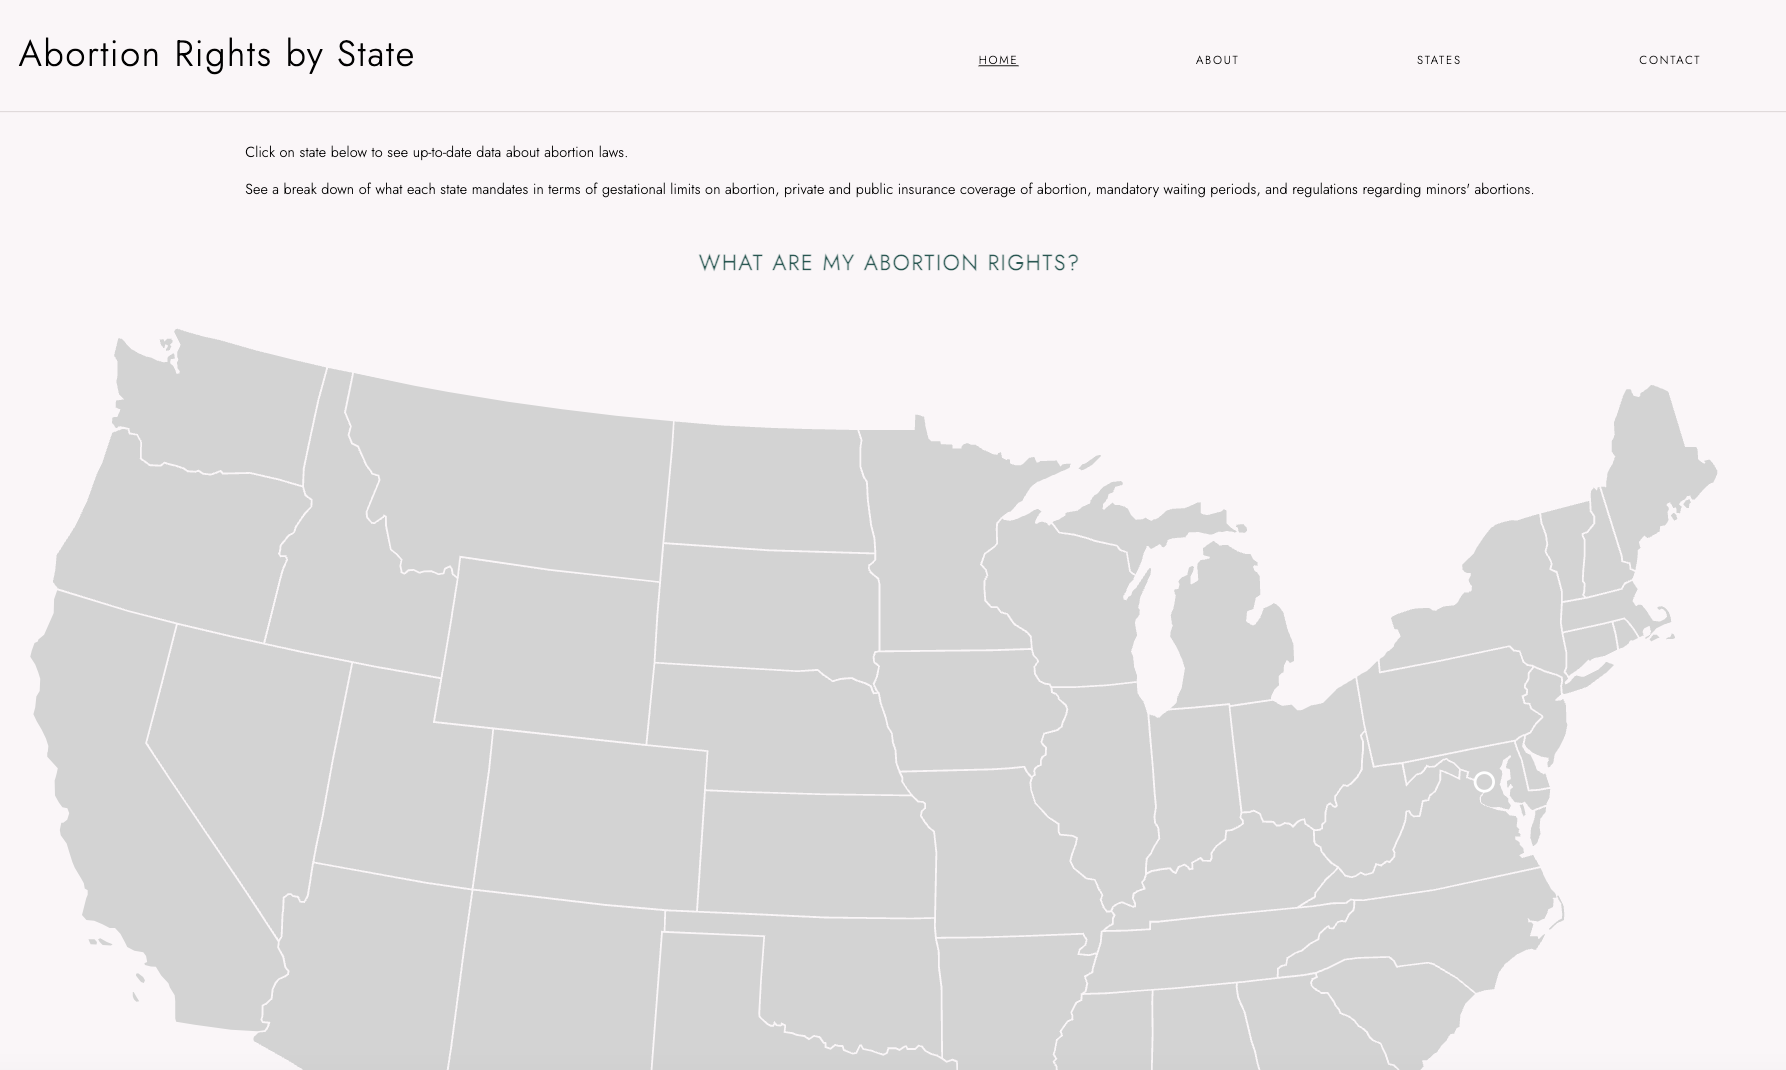 Abortion Rights by State
HOME
ABOUT
STATES
CONTACT
Click on state below to see up-to-date data about abortion laws.
See a break down of what each state mandates in terms of gestational limits on abortion, private and public insurance coverage of abortion, mandatory waiting periods, and regulations regarding minors' abortions.
WHAT ARE MY ABORTION RIGHTS?